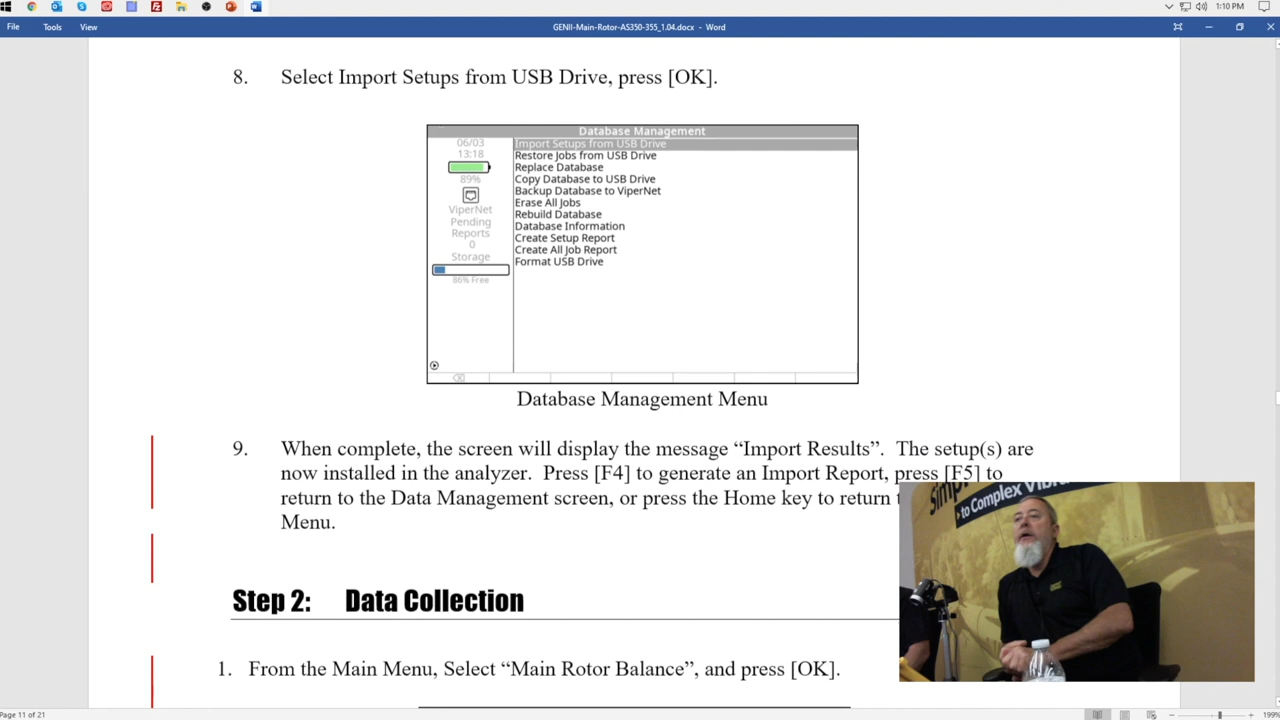 1:10 PM
File Tools View GENII-Main-Rotor-AS350-355_1.04.docx - Word
8. Select Import Setups from USB Drive, press [OK].
Database Management
06/03
13:18
89%
ViperNet
Pending
Reports
0
Storage
86% Free
Import Setups from USB Drive
Restore Jobs from USB Drive
Replace Database
Copy Database to USB Drive
Backup Database to ViperNet
Erase All Jobs
Rebuild Database
Database Information
Create Setup Report
Create All Job Report
Format USB Drive
Database Management Menu
9. When complete, the screen will display the message “Import Results”. The setup(s) are
now installed in the analyzer. Press [F4] to generate an Import Report, press [F5] to
return to the Data Management screen, or press the Home key to return
Menu.
to Complex
Step 2: Data Collection
1. From the Main Menu, Select “Main Rotor Balance”, and press [OK].
Page 11 of 21
199%